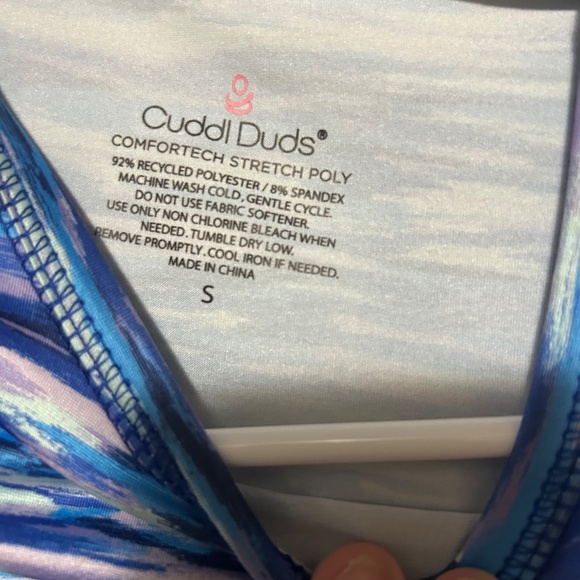 Cuddl Duds®
COMFORTECH STRETCH POLY
92% RECYCLED POLYESTER / 8% SPANDEX
MACHINE WASH COLD, GENTLE CYCLE.
DO NOT USE FABRIC SOFTENER.
USE ONLY NON CHLORINE BLEACH WHEN
NEEDED. TUMBLE DRY LOW.
REMOVE PROMPTLY. COOL IRON IF NEEDED.
MADE IN CHINA
S